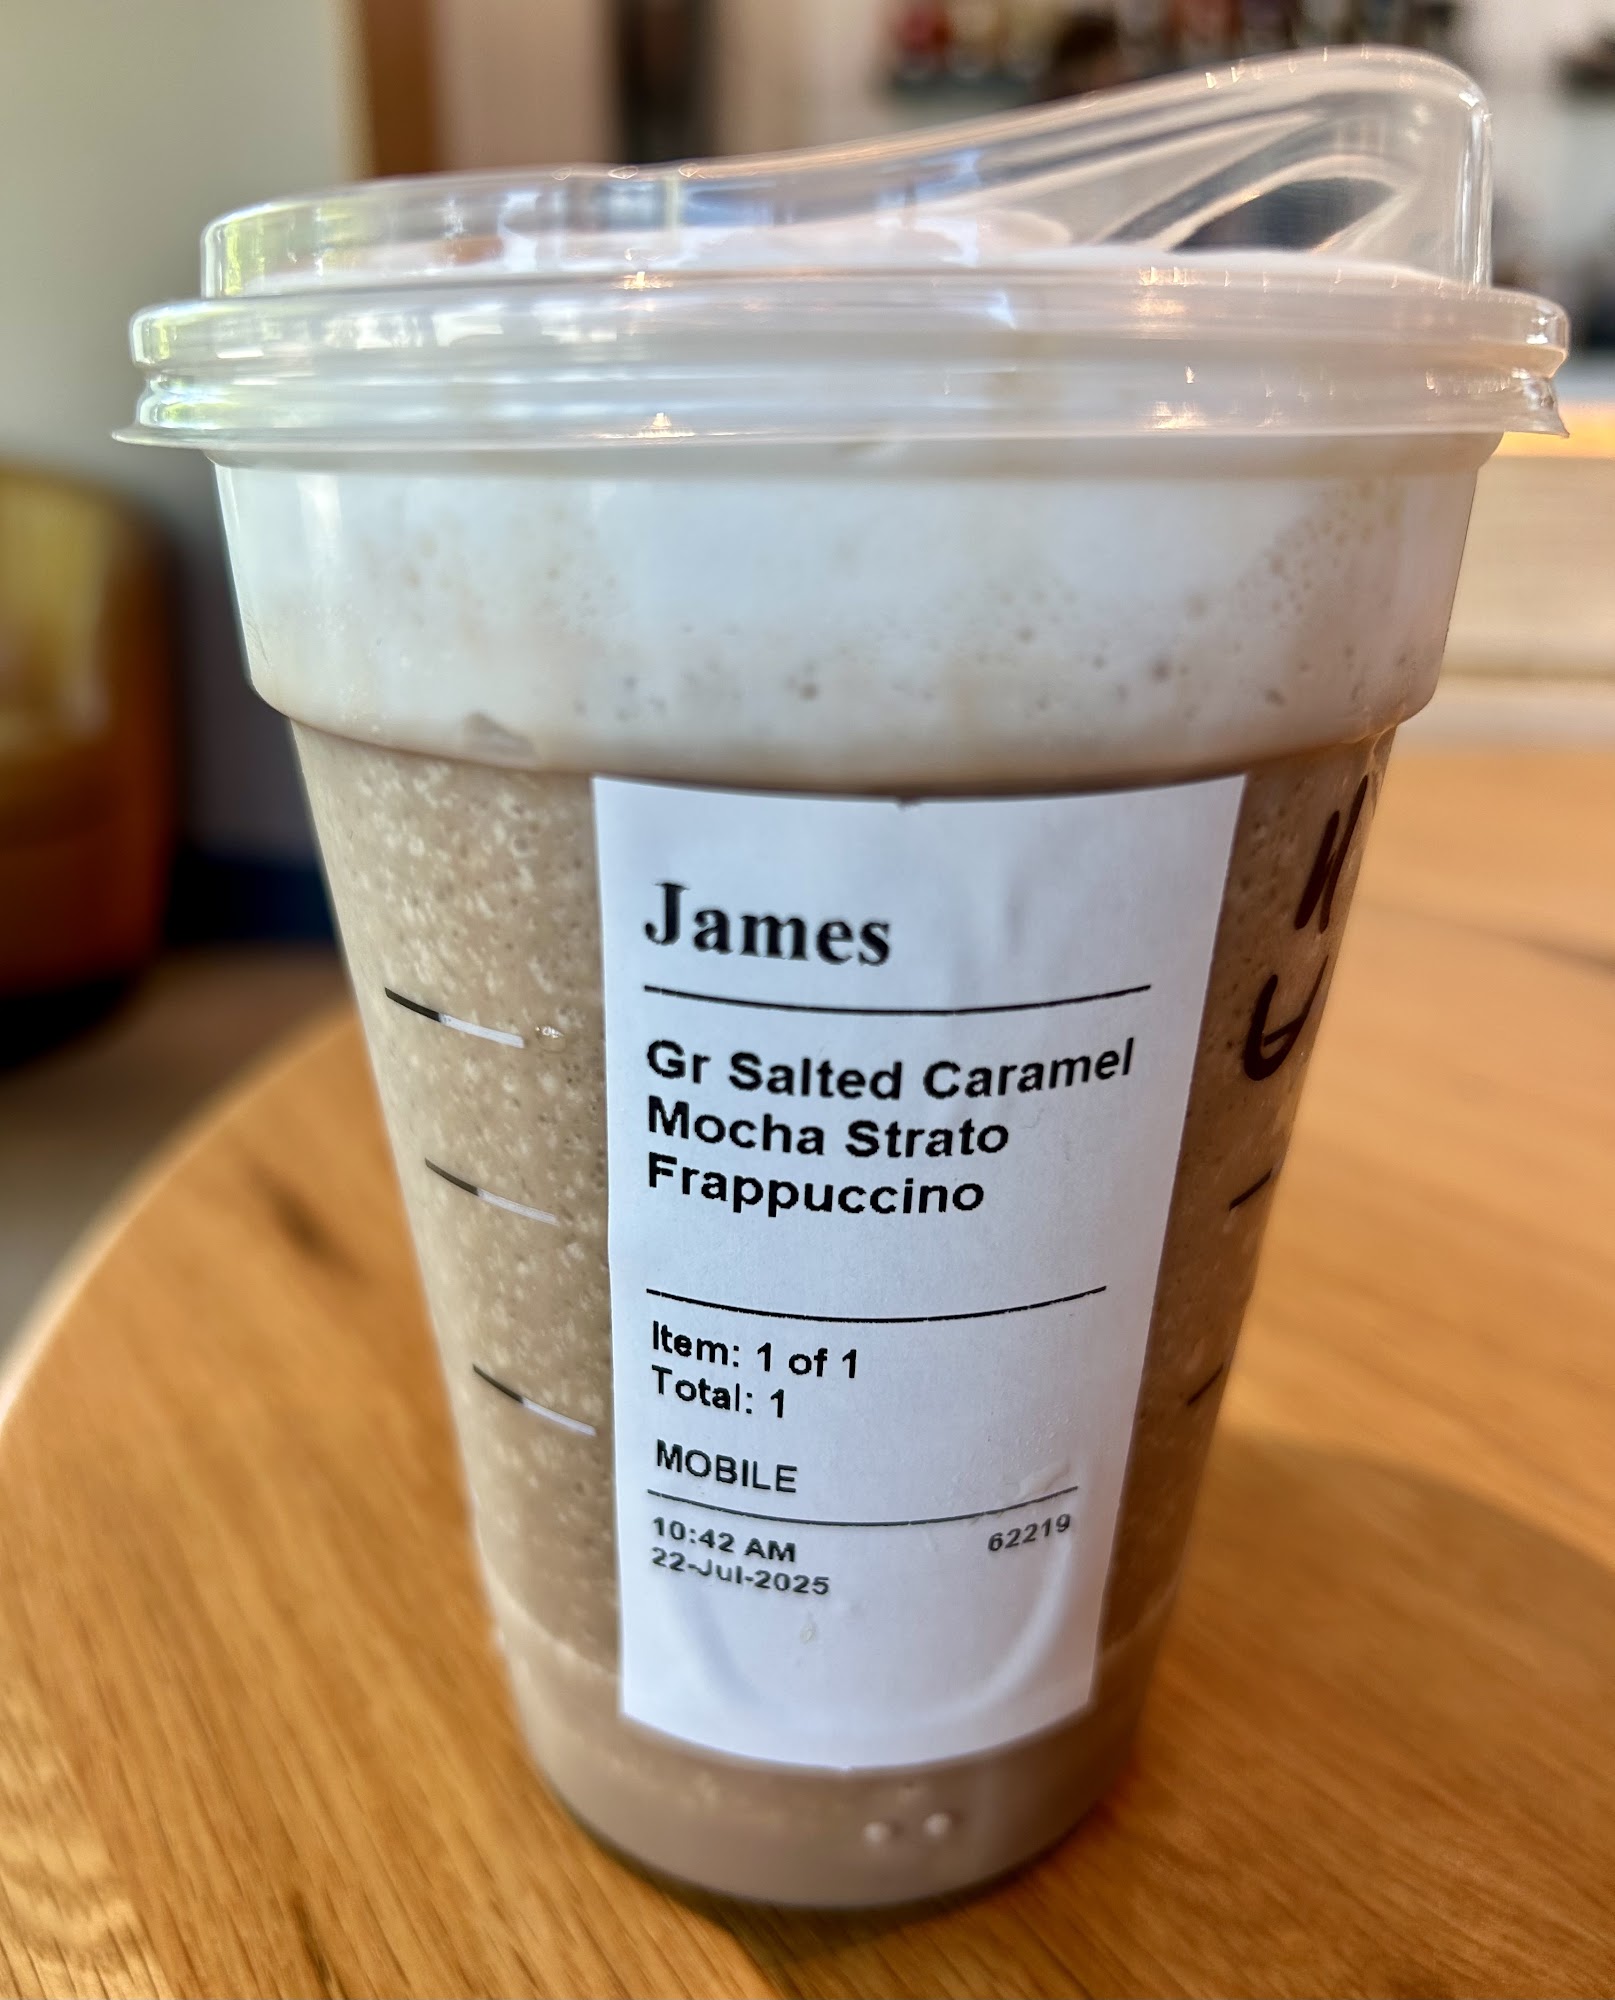 James
Gr Salted Caramel
Mocha Strato
Frappuccino
Item: 1 of 1
Total: 1
MOBILE
10:42 AM 62219
22-Jul-2025